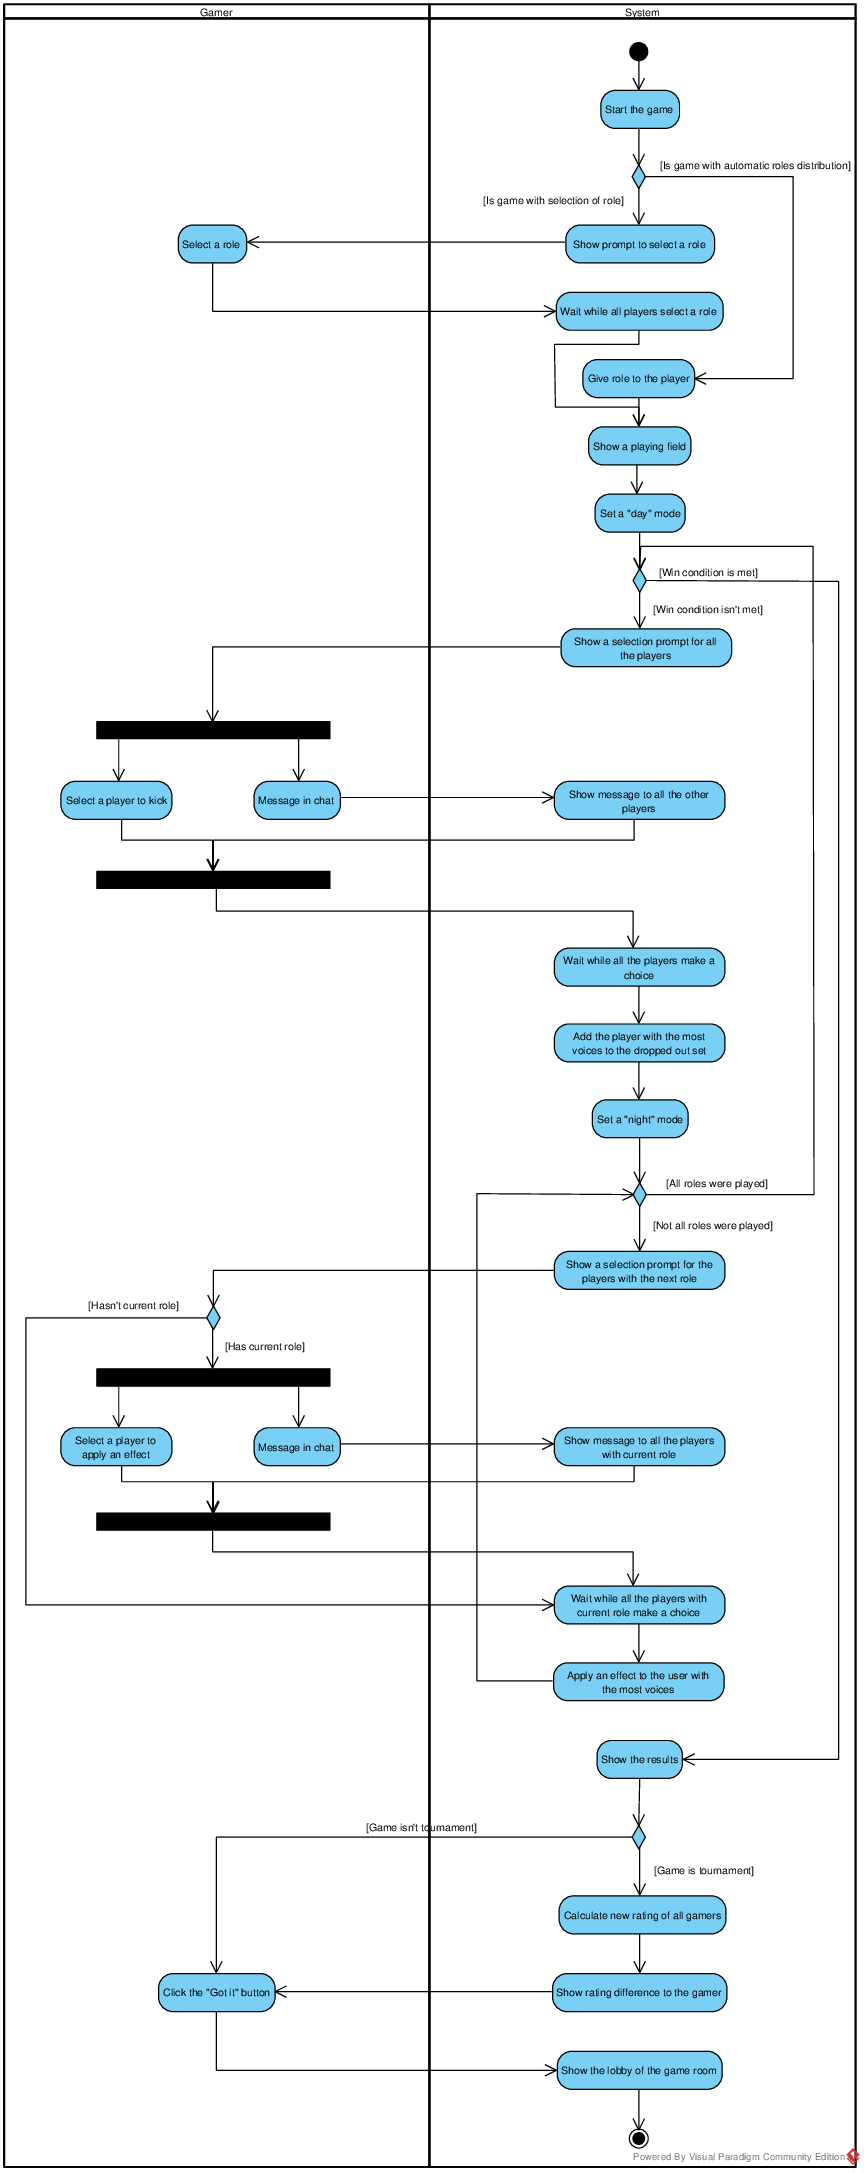 Gamer
System
Start the game
[Is game with automatic roles distribution]
[Is game with selection of role]
Select a role
Show prompt to select a role
Wait while all players select a role
Give role to the player
Show a playing field
Set a "day" mode
[Win condition is met]
[Win condition isn't met]
Show a selection prompt for all
the players
Select a player to kick
Message in chat
Show message to all the other
players
Wait while all the players make a
choice
Add the player with the most
voices to the dropped out set
Set a "night" mode
[All roles were played]
[Not all roles were played]
Show a selection prompt for the
players with the next role
[Hasn't current role]
[Has current role]
Select a player to
apply an effect
Message in chat
Show message to all the players
with current role
Wait while all the players with
current role make a choice
Apply an effect to the user with
the most voices
Show the results
[Game isn't tournament]
[Game is tournament]
Calculate new rating of all gamers
Click the "Got it" button
Show rating difference to the gamer
Show the lobby of the game room
Powered By Visual Paradigm Community Edition